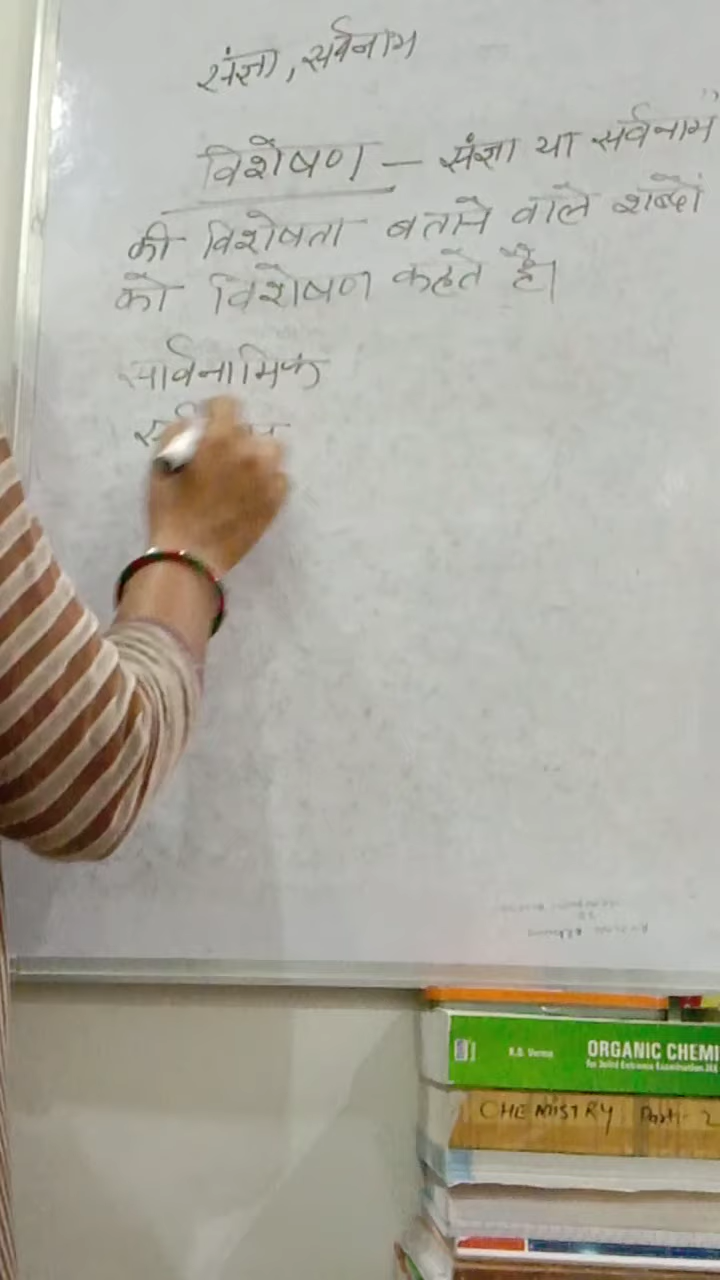 संज्ञा, सर्वनाम
विशेषण — संज्ञा या सर्वनाम
की विशेषता बताने वाले शब्दों
को विशेषण कहते है।
सार्वनामिक
ORGANIC CHEMI
CHEMISTRY Part-2